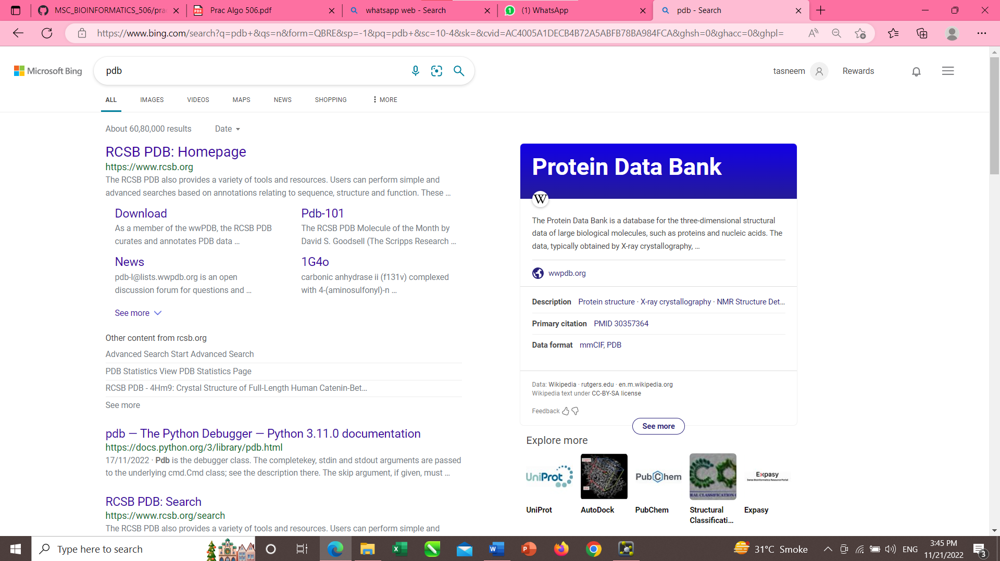 MSC_BIOINFORMATICS_506/pra
Prac Algo 506.pdf
whatsapp web - Search
(1) WhatsApp
pdb - Search
https://www.bing.com/search?q=pdb+&qs=n&form=QBRE&sp=-1&pq=pdb+&sc=10-4&sk=&cvid=AC4005A1DECB4B72A5ABFB78BA984FCA&ghsh=0&ghacc=0&ghpl=
Microsoft Bing
pdb
tasneem
Rewards
ALL
IMAGES
VIDEOS
MAPS
NEWS
SHOPPING
MORE
About 60,80,000 results
Date
RCSB PDB: Homepage
https://www.rcsb.org
The RCSB PDB also provides a variety of tools and resources. Users can perform simple and
advanced searches based on annotations relating to sequence, structure and function. These ...
Download
As a member of the wwPDB, the RCSB PDB
curates and annotates PDB data ...
Pdb-101
The RCSB PDB Molecule of the Month by
David S. Goodsell (The Scripps Research ...
News
pdb-l@lists.wwpdb.org is an open
discussion forum for questions and ...
1G4o
carbonic anhydrase ii (f131v) complexed
with 4-(aminosulfonyl)-n ...
See more
Other content from rcsb.org
Advanced Search Start Advanced Search
PDB Statistics View PDB Statistics Page
RCSB PDB - 4Hm9: Crystal Structure of Full-Length Human Catenin-Bet...
See more
pdb — The Python Debugger — Python 3.11.0 documentation
https://docs.python.org/3/library/pdb.html
17/11/2022 · Pdb is the debugger class. The completekey, stdin and stdout arguments are passed
to the underlying cmd.Cmd class; see the description there. The skip argument, if given, must ...
RCSB PDB: Search
https://www.rcsb.org/search
The RCSB PDB also provides a variety of tools and resources. Users can perform simple and
Protein Data Bank
W
The Protein Data Bank is a database for the three-dimensional structural
data of large biological molecules, such as proteins and nucleic acids. The
data, typically obtained by X-ray crystallography, ...
wwpdb.org
Description Protein structure · X-ray crystallography · NMR Structure Det...
Primary citation PMID 30357364
Data format mmCIF, PDB
Data: Wikipedia · rutgers.edu · en.m.wikipedia.org
Wikipedia text under CC-BY-SA license
Feedback
See more
Explore more
UniProt
PubChem
Expasy
Swiss Bioinformatics Resource Portal
UniProt
AutoDock
PubChem
Structural
Classificati...
Expasy
Type here to search
31°C Smoke
ENG
3:45 PM
11/21/2022
3